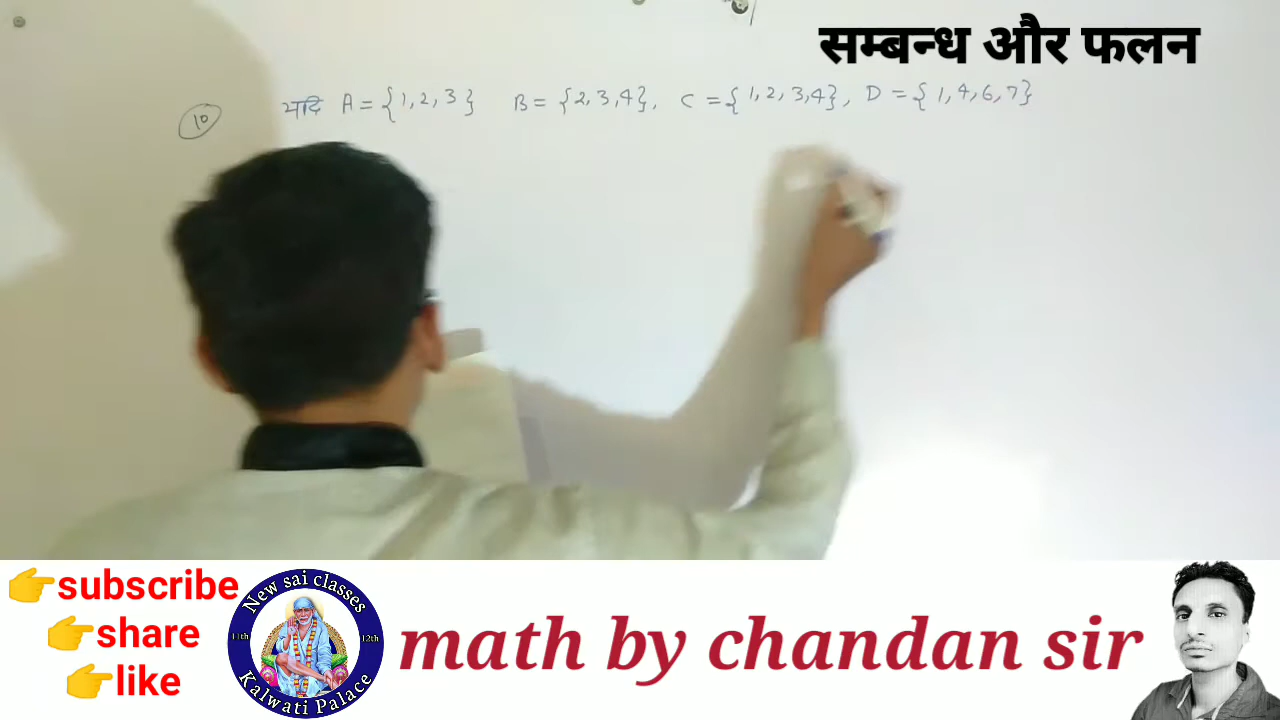 सम्बन्ध और फलन
10 यदि A = {1, 2, 3} B = {2, 3, 4}, C = {1, 2, 3, 4}, D = {1, 4, 6, 7}
👉subscribe
👉share
👉like
New sai classes
11th 12th
Kalwati Palace
math by chandan sir